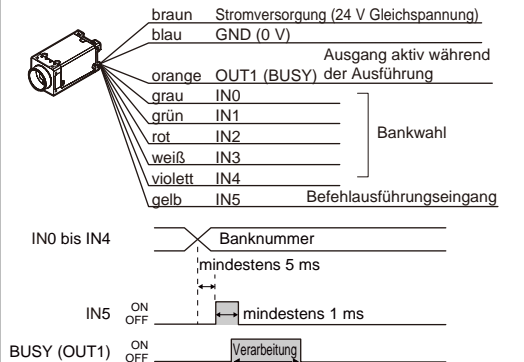 braun Stromversorgung (24 V Gleichspannung)
blau GND (0 V)
Ausgang aktiv während
orange OUT1 (BUSY) der Ausführung
grau IN0
grün IN1
rot IN2
Bankwahl
weiß IN3
violett IN4
gelb IN5 Befehlausführungseingang
IN0 bis IN4 Banknummer
mindestens 5 ms
IN5 ON
OFF mindestens 1 ms
BUSY (OUT1) ON
OFF Verarbeitung